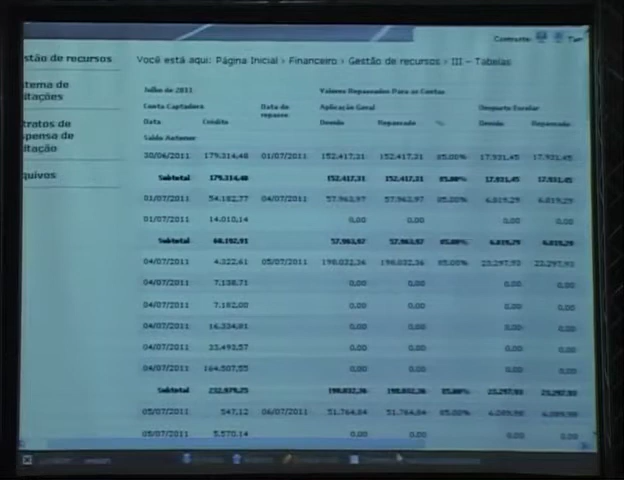 Contraste
stão de recursos
tema de
itações
tratos de
pensa de
itação
quivos
Você está aqui: Página Inicial › Financeiro › Gestão de recursos › III – Tabelas
Julho de 2011 Valores Repassados Para as Contas
Conta Captadora Data de repasse Aplicação Geral Desporto Escolar
Data Crédito Devido Repassado % Devido Repassado
Saldo Anterior
30/06/2011 179.314,48 01/07/2011 152.417,31 152.417,31 85.00% 17.931,45 17.931,45
Subtotal 179.314,48 152.417,31 152.417,31 85.00% 17.931,45 17.931,45
01/07/2011 54.182,77 04/07/2011 57.963,97 57.963,97 85.00% 6.819,29 6.819,29
01/07/2011 14.010,14 0,00 0,00 0,00 0,00
Subtotal 68.192,91 57.963,97 57.963,97 85.00% 6.819,29 6.819,29
04/07/2011 4.322,61 05/07/2011 198.032,36 198.032,36 85.00% 23.297,93 23.297,93
04/07/2011 7.138,71 0,00 0,00 0,00 0,00
04/07/2011 7.182,00 0,00 0,00 0,00 0,00
04/07/2011 16.334,81 0,00 0,00 0,00 0,00
04/07/2011 33.493,57 0,00 0,00 0,00 0,00
04/07/2011 164.507,55 0,00 0,00 0,00 0,00
Subtotal 232.979,25 198.032,36 198.032,36 85.00% 23.297,93 23.297,93
05/07/2011 547,12 06/07/2011 51.764,84 51.764,84 85.00% 6.089,98 6.089,98
05/07/2011 5.570,14 0,00 0,00 0,00 0,00